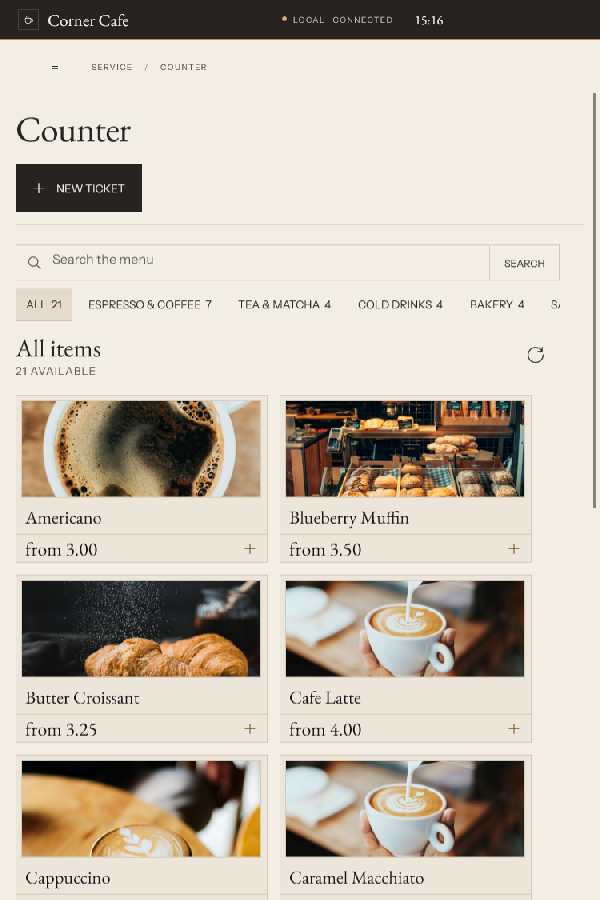 Corner Cafe
LOCAL CONNECTED
15:16
SERVICE / COUNTER
Counter
+ NEW TICKET
Search the menu
SEARCH
ALL 21 ESPRESSO & COFFEE 7 TEA & MATCHA 4 COLD DRINKS 4 BAKERY 4
All items
21 AVAILABLE
Americano
from 3.00 +
Blueberry Muffin
from 3.50 +
Butter Croissant
from 3.25 +
Cafe Latte
from 4.00 +
Cappuccino
Caramel Macchiato